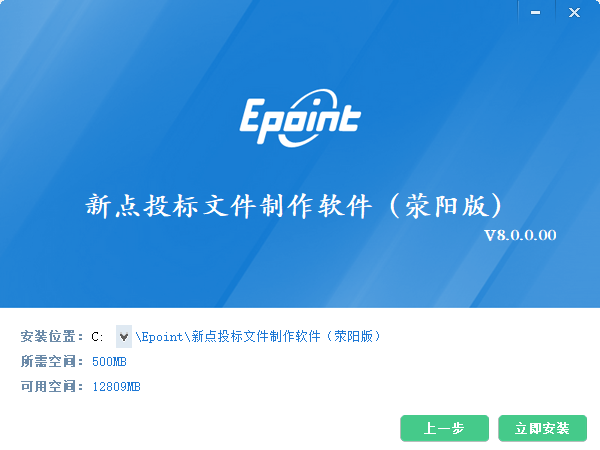 Epoint
新点投标文件制作软件（荥阳版）
V8.0.0.00
安装位置： C: \Epoint\新点投标文件制作软件（荥阳版）
所需空间： 500MB
可用空间： 12809MB
上一步 立即安装